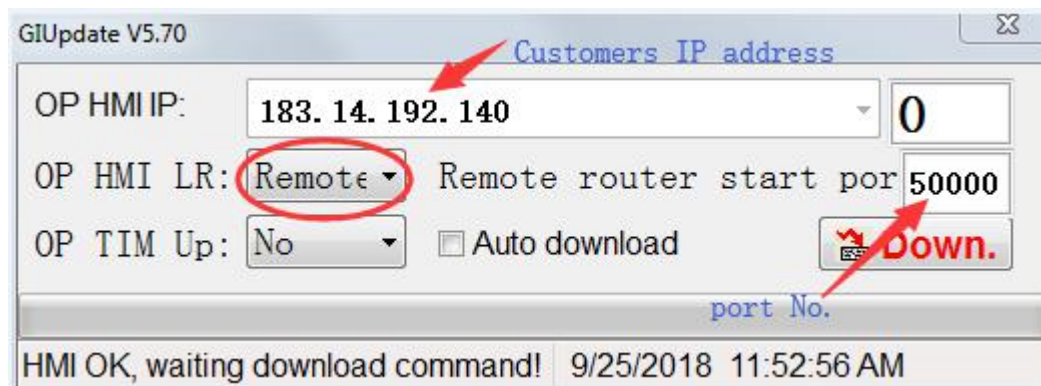 GIUpdate V5.70
Customers IP address
OP HMI IP: 183. 14. 192. 140 0
OP HMI LR: Remote Remote router start por 50000
OP TIM Up: No Auto download Down.
port No.
HMI OK, waiting download command! 9/25/2018 11:52:56 AM